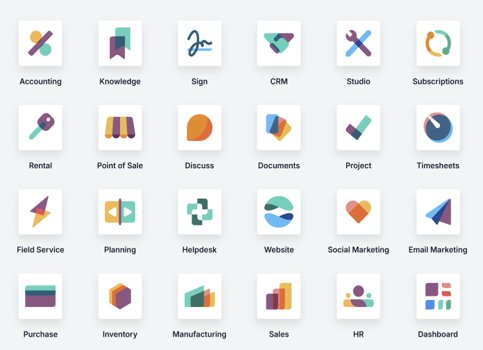 Accounting
Knowledge
Sign
CRM
Studio
Subscriptions
Rental
Point of Sale
Discuss
Documents
Project
Timesheets
Field Service
Planning
Helpdesk
Website
Social Marketing
Email Marketing
Purchase
Inventory
Manufacturing
Sales
HR
Dashboard